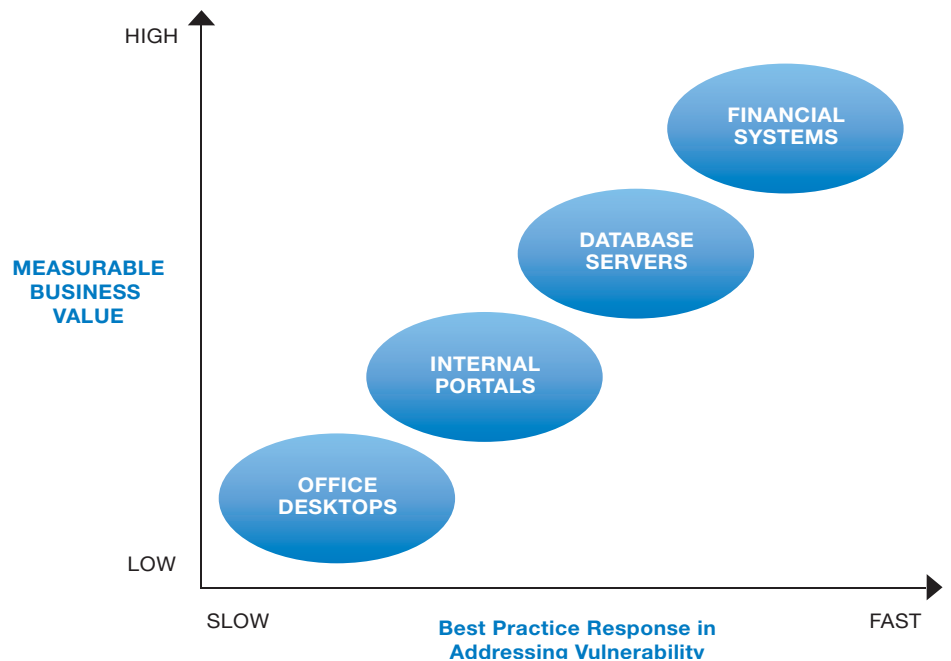 HIGH
FINANCIAL
SYSTEMS
DATABASE
SERVERS
MEASURABLE
BUSINESS
VALUE
INTERNAL
PORTALS
OFFICE
DESKTOPS
LOW
SLOW
FAST
Best Practice Response in
Addressing Vulnerability